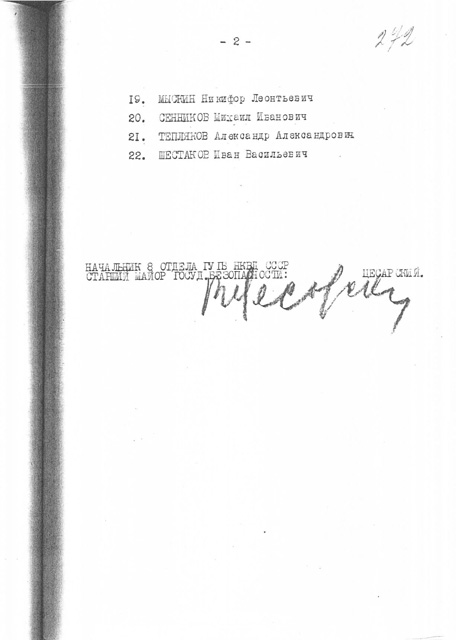 - 2 -
272
19. МЫСКИН Никифор Леонтьевич
20. СЕННИКОВ Михаил Иванович
21. ТЕПЛЯКОВ Александр Александрович
22. ШЕСТАКОВ Иван Васильевич
НАЧАЛЬНИК 8 ОТДЕЛА ГУГБ НКВД СССР
СТАРШИЙ МАЙОР ГОСУД.БЕЗОПАСНОСТИ: ЦЕСАРСКИЙ.